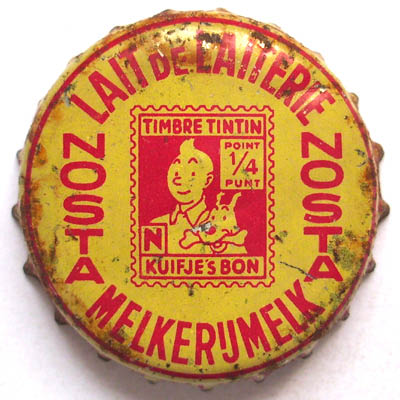 LAIT DE LAITERIE
NOSTA
TIMBRE TINTIN
POINT
1/4
PUNT
N
KUIFJE'S BON
NOSTA
MELKERIJMELK